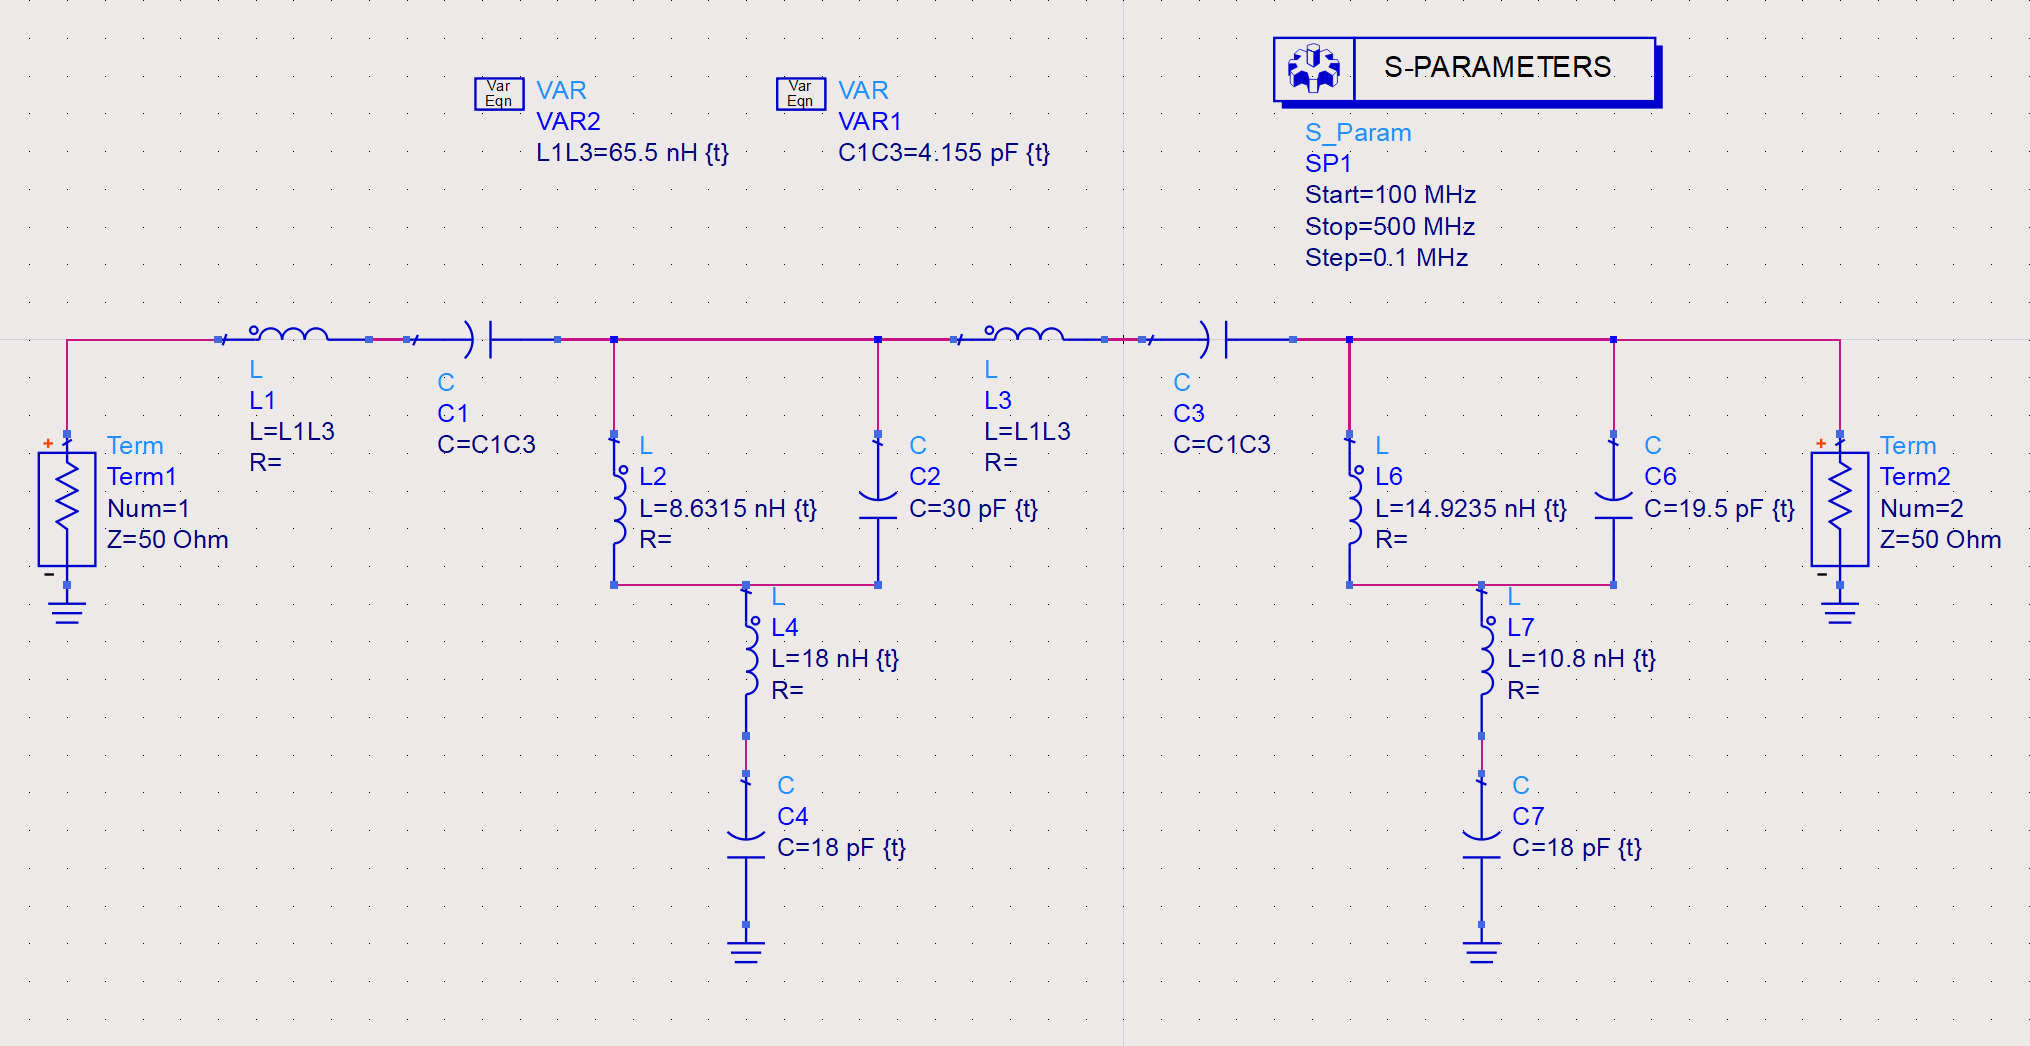 S-PARAMETERS
Var
Eqn
VAR
VAR2
L1L3=65.5 nH {t}
Var
Eqn
VAR
VAR1
C1C3=4.155 pF {t}
S_Param
SP1
Start=100 MHz
Stop=500 MHz
Step=0.1 MHz
L
L1
L=L1L3
R=
C
C1
C=C1C3
L
L3
L=L1L3
R=
C
C3
C=C1C3
+
Term
Term1
Num=1
Z=50 Ohm
-
L
L2
L=8.6315 nH {t}
R=
C
C2
C=30 pF {t}
L
L6
L=14.9235 nH {t}
R=
C
C6
C=19.5 pF {t}
+
Term
Term2
Num=2
Z=50 Ohm
-
L
L4
L=18 nH {t}
R=
L
L7
L=10.8 nH {t}
R=
C
C4
C=18 pF {t}
C
C7
C=18 pF {t}